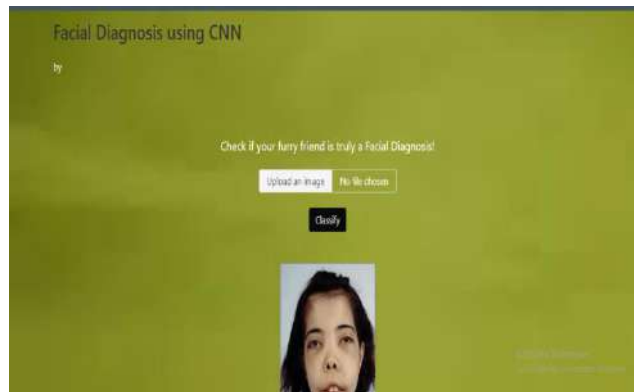 Facial Diagnosis using CNN
by
Check if your furry friend is truly a Facial Diagnosis!
Upload an image No file chosen
Classify